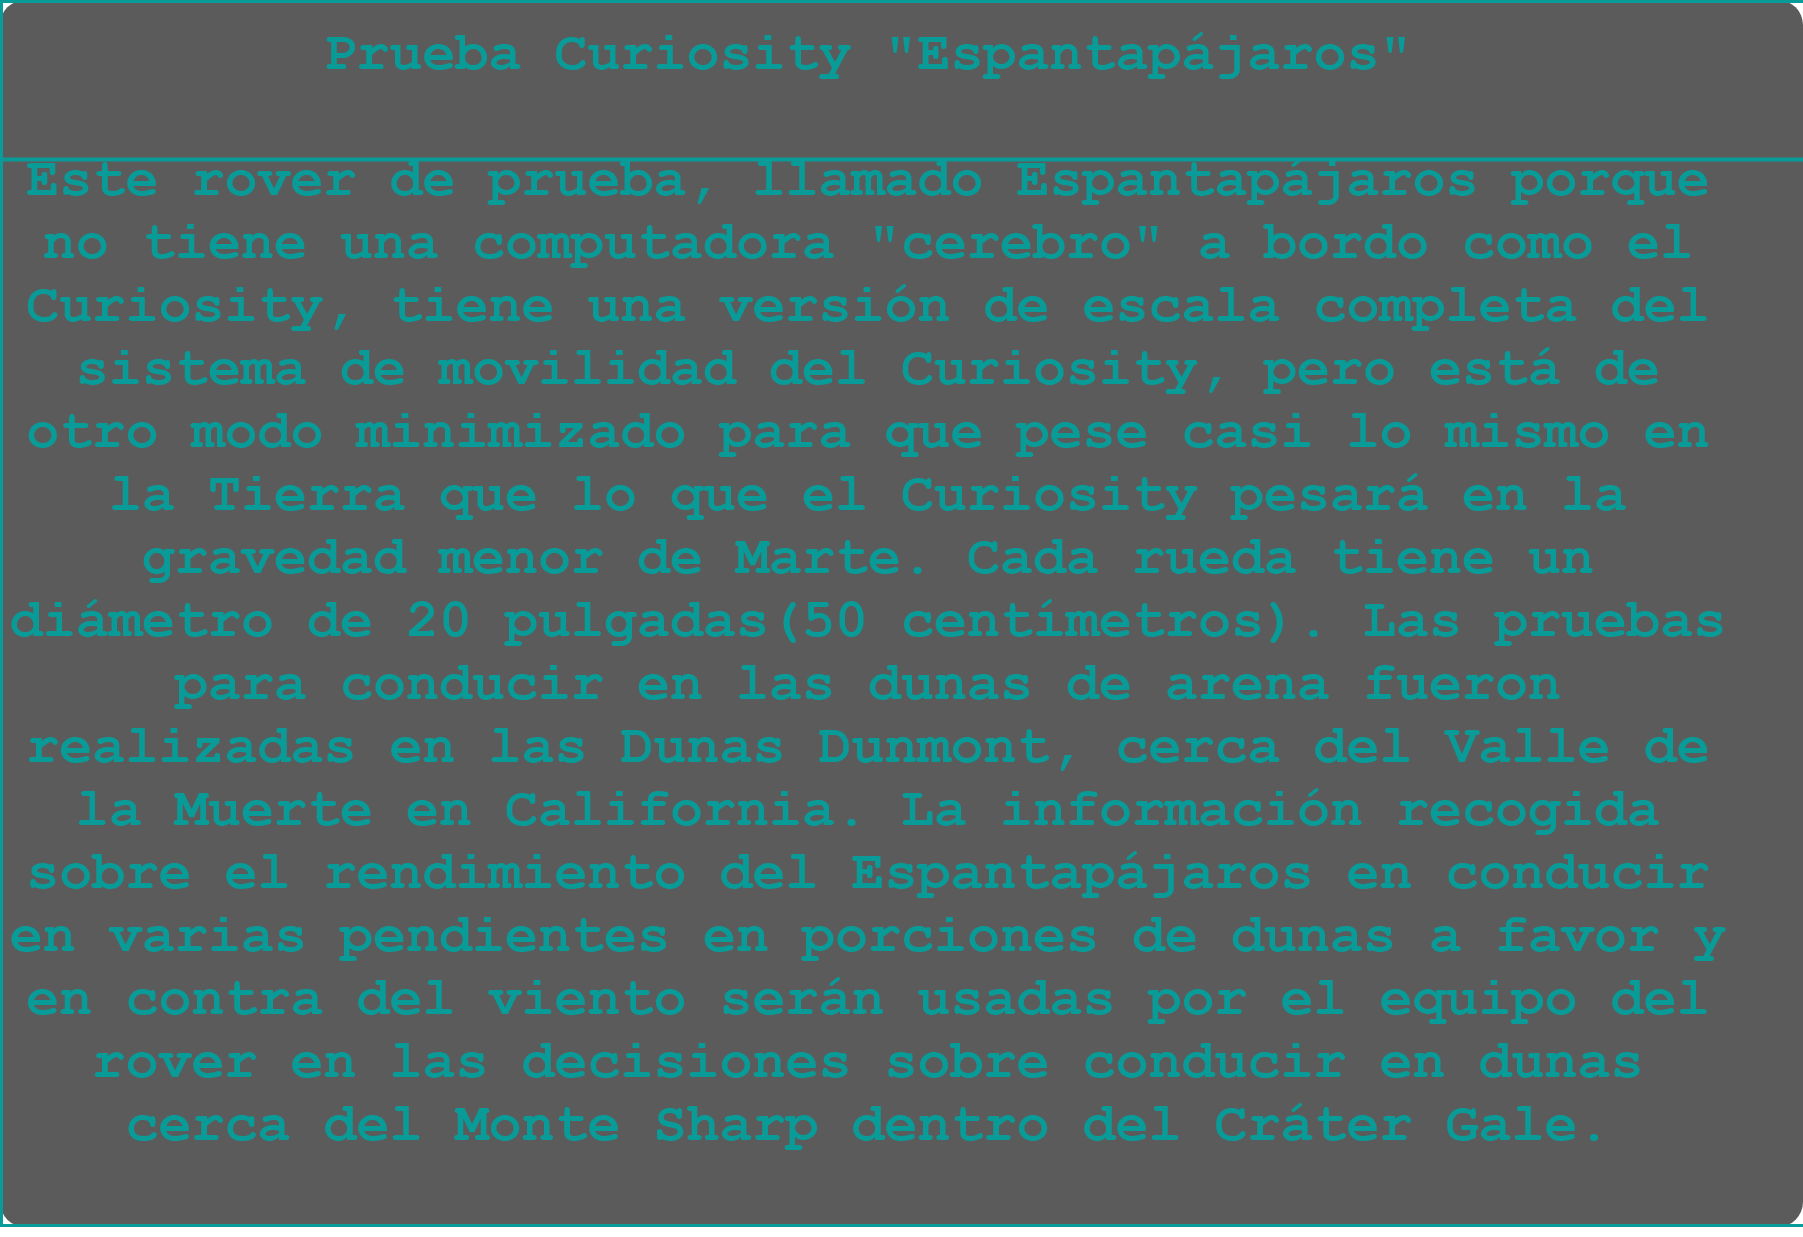 Prueba Curiosity "Espantapájaros"
Este rover de prueba, llamado Espantapájaros porque
no tiene una computadora "cerebro" a bordo como el
Curiosity, tiene una versión de escala completa del
sistema de movilidad del Curiosity, pero está de
otro modo minimizado para que pese casi lo mismo en
la Tierra que lo que el Curiosity pesará en la
gravedad menor de Marte. Cada rueda tiene un
diámetro de 20 pulgadas(50 centímetros). Las pruebas
para conducir en las dunas de arena fueron
realizadas en las Dunas Dunmont, cerca del Valle de
la Muerte en California. La información recogida
sobre el rendimiento del Espantapájaros en conducir
en varias pendientes en porciones de dunas a favor y
en contra del viento serán usadas por el equipo del
rover en las decisiones sobre conducir en dunas
cerca del Monte Sharp dentro del Cráter Gale.